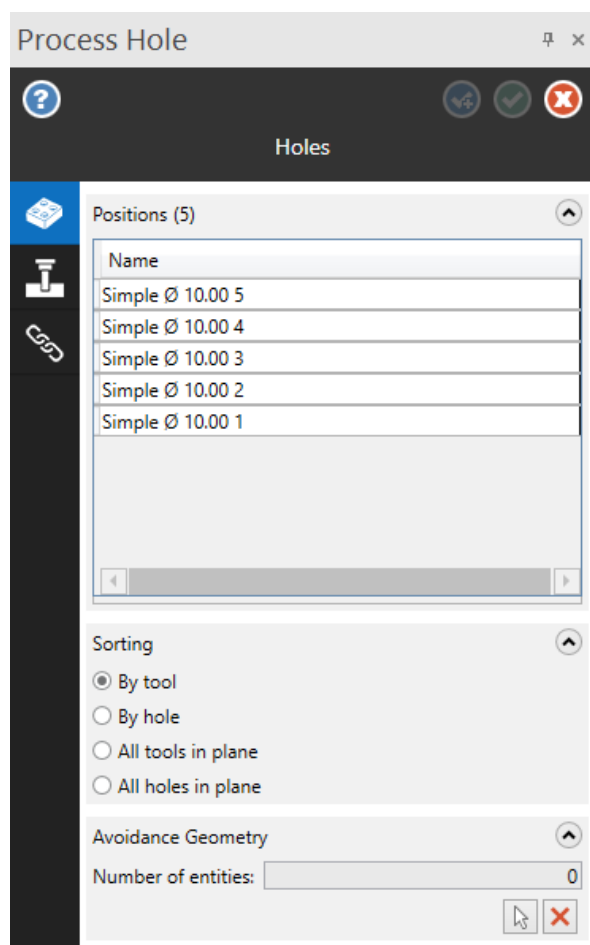 Process Hole
Holes
Positions (5)
Name
Simple Ø 10.00 5
Simple Ø 10.00 4
Simple Ø 10.00 3
Simple Ø 10.00 2
Simple Ø 10.00 1
Sorting
By tool
By hole
All tools in plane
All holes in plane
Avoidance Geometry
Number of entities: 0